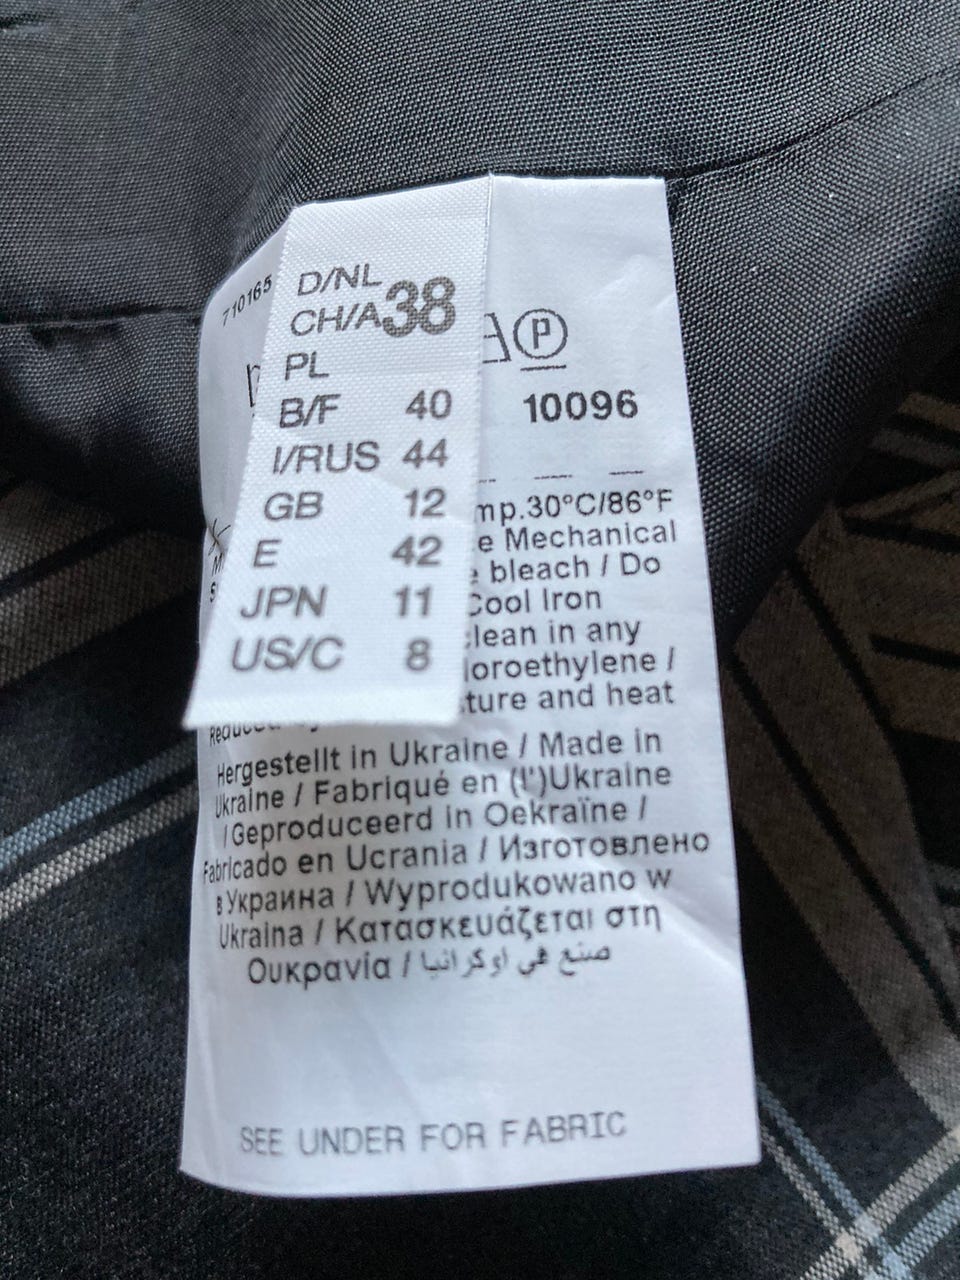 710165
D/NL
CH/A 38
PL
B/F 40
I/RUS 44
GB 12
E 42
JPN 11
US/C 8
P
10096
mp.30°C/86°F
e Mechanical
bleach / Do
Cool Iron
lean in any
loroethylene /
ture and heat
Hergestellt in Ukraine / Made in
Ukraine / Fabriqué en (l')Ukraine
/ Geproduceerd in Oekraïne /
Fabricado en Ucrania / Изготовлено
в Украина / Wyprodukowano w
Ukraina / Κατασκευάζεται στη
Ουκρανία / صنع في اوكرانيا
SEE UNDER FOR FABRIC